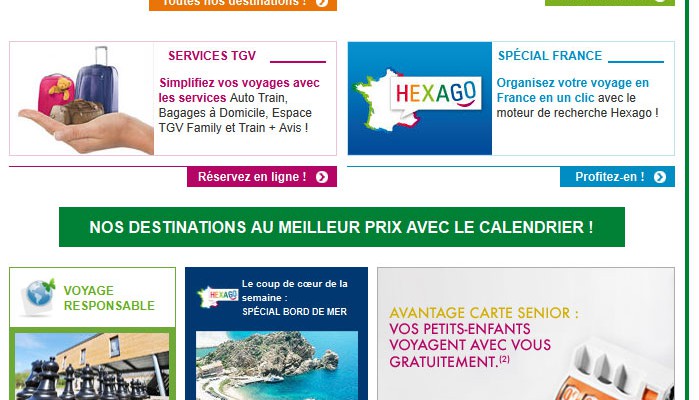 Toutes nos destinations !
SERVICES TGV
Simplifiez vos voyages avec
les services Auto Train,
Bagages à Domicile, Espace
TGV Family et Train + Avis !
Réservez en ligne !
HEXAGO
SPÉCIAL FRANCE
Organisez votre voyage en
France en un clic avec le
moteur de recherche Hexago !
Profitez-en !
NOS DESTINATIONS AU MEILLEUR PRIX AVEC LE CALENDRIER !
VOYAGE
RESPONSABLE
HEXAGO
Le coup de cœur de la
semaine :
SPÉCIAL BORD DE MER
AVANTAGE CARTE SENIOR :
VOS PETITS-ENFANTS
VOYAGENT AVEC VOUS
GRATUITEMENT.(2)